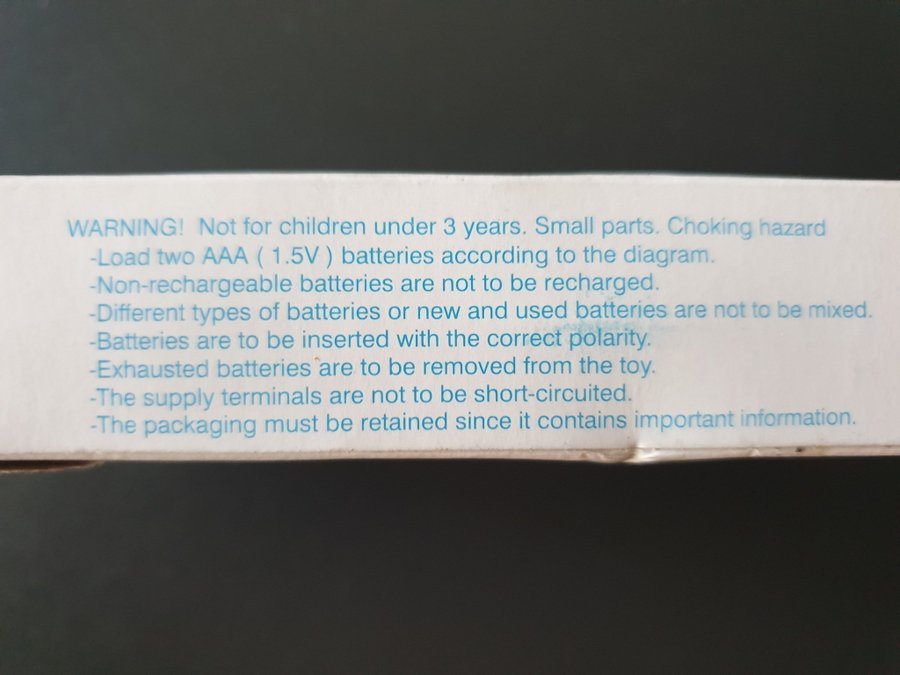 WARNING! Not for children under 3 years. Small parts. Choking hazard
-Load two AAA ( 1.5V ) batteries according to the diagram.
-Non-rechargeable batteries are not to be recharged.
-Different types of batteries or new and used batteries are not to be mixed.
-Batteries are to be inserted with the correct polarity.
-Exhausted batteries are to be removed from the toy.
-The supply terminals are not to be short-circuited.
-The packaging must be retained since it contains important information.